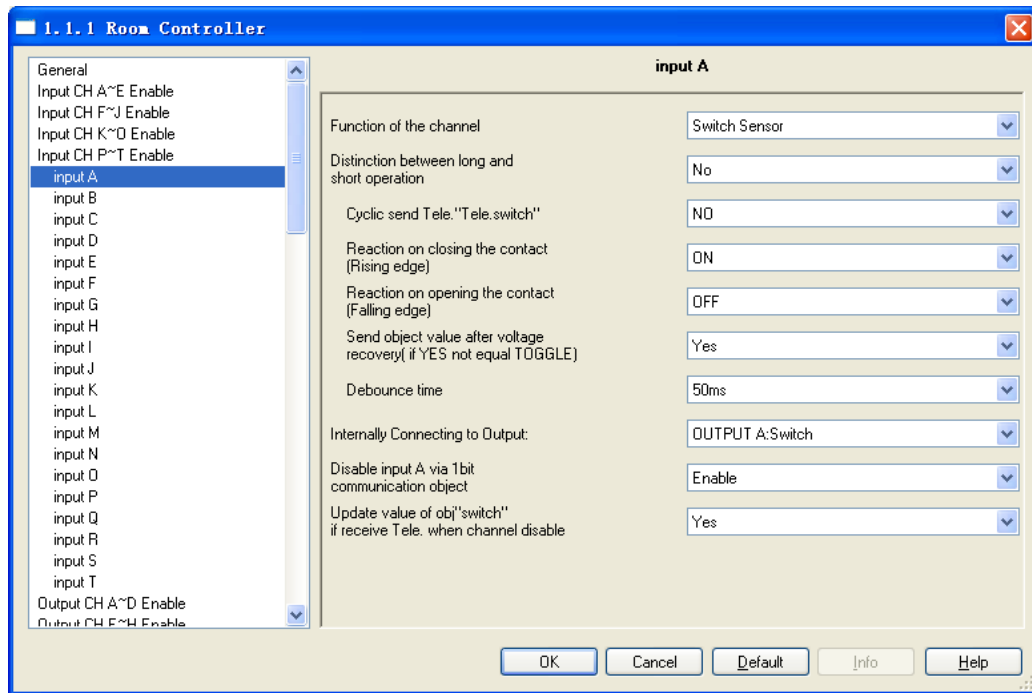 1.1.1 Room Controller
General
Input CH A~E Enable
Input CH F~J Enable
Input CH K~O Enable
Input CH P~T Enable
input A
input B
input C
input D
input E
input F
input G
input H
input I
input J
input K
input L
input M
input N
input O
input P
input Q
input R
input S
input T
Output CH A~D Enable
Output CH E~H Enable
input A
Function of the channel
Switch Sensor
Distinction between long and
short operation
No
Cyclic send Tele."Tele.switch"
NO
Reaction on closing the contact
(Rising edge)
ON
Reaction on opening the contact
(Falling edge)
OFF
Send object value after voltage
recovery( if YES not equal TOGGLE)
Yes
Debounce time
50ms
Internally Connecting to Output:
OUTPUT A:Switch
Disable input A via 1bit
communication object
Enable
Update value of obj"switch"
if receive Tele. when channel disable
Yes
OK
Cancel
Default
Info
Help